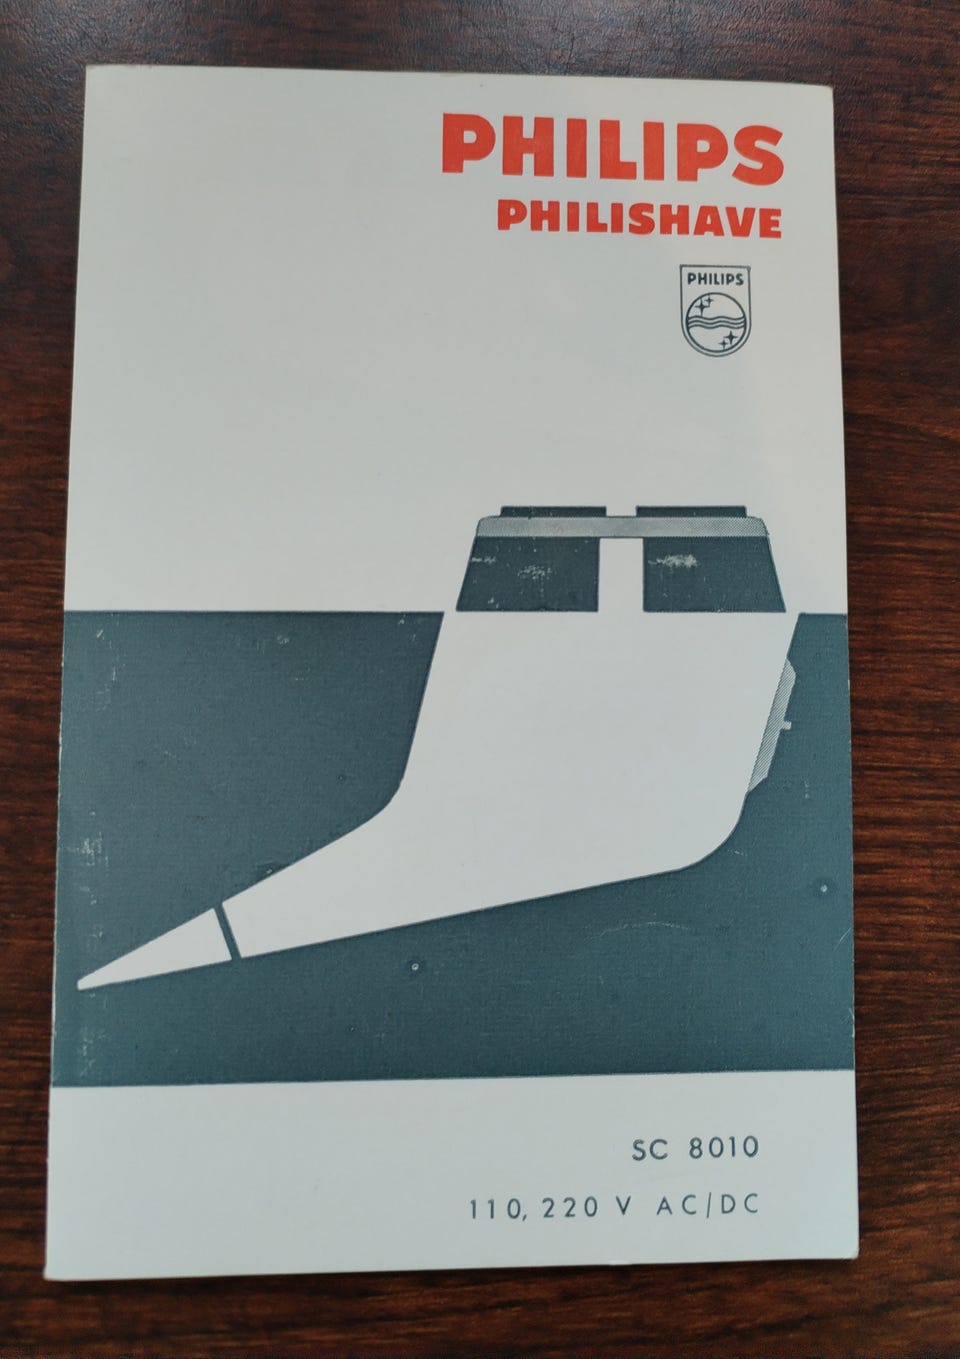 PHILIPS
PHILISHAVE
PHILIPS
SC 8010
110, 220 V AC/DC